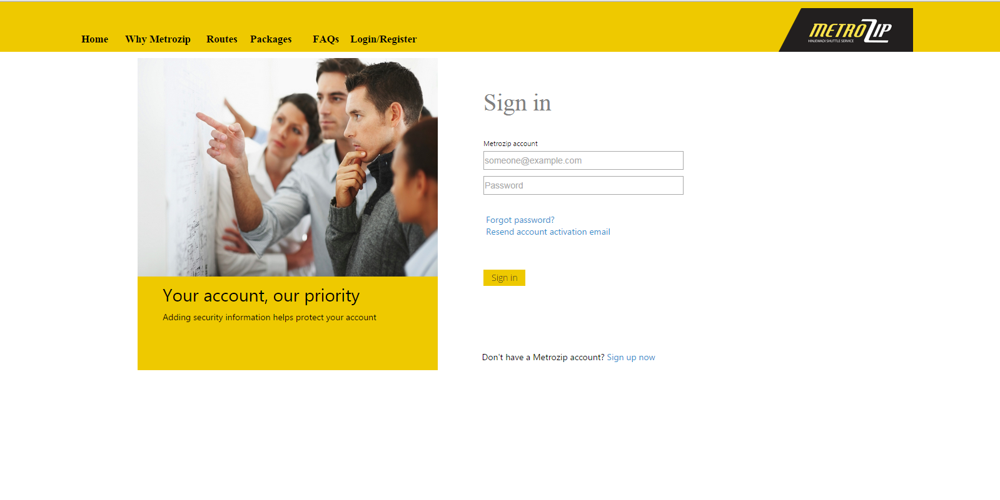 Home Why Metrozip Routes Packages FAQs Login/Register
METROZIP
HINJEWADI SHUTTLE SERVICE
Sign in
Metrozip account
someone@example.com
Password
Forgot password?
Resend account activation email
Sign in
Your account, our priority
Adding security information helps protect your account
Don't have a Metrozip account? Sign up now